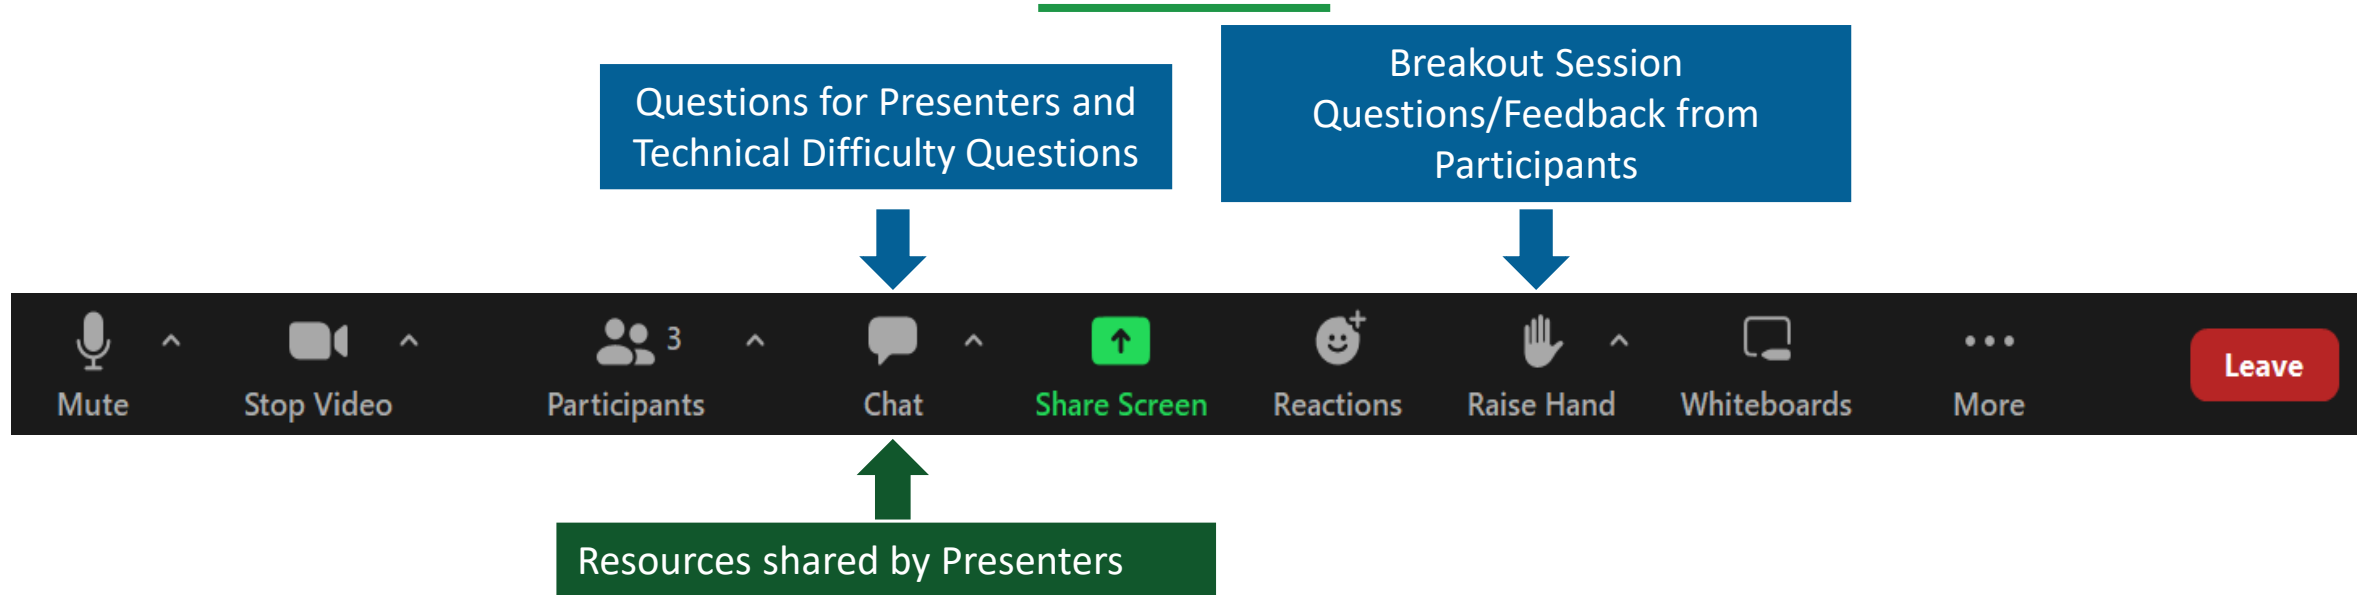 Questions for Presenters and
Technical Difficulty Questions
Breakout Session
Questions/Feedback from
Participants
3
Mute
Stop Video
Participants
Chat
Share Screen
Reactions
Raise Hand
Whiteboards
More
Leave
Resources shared by Presenters